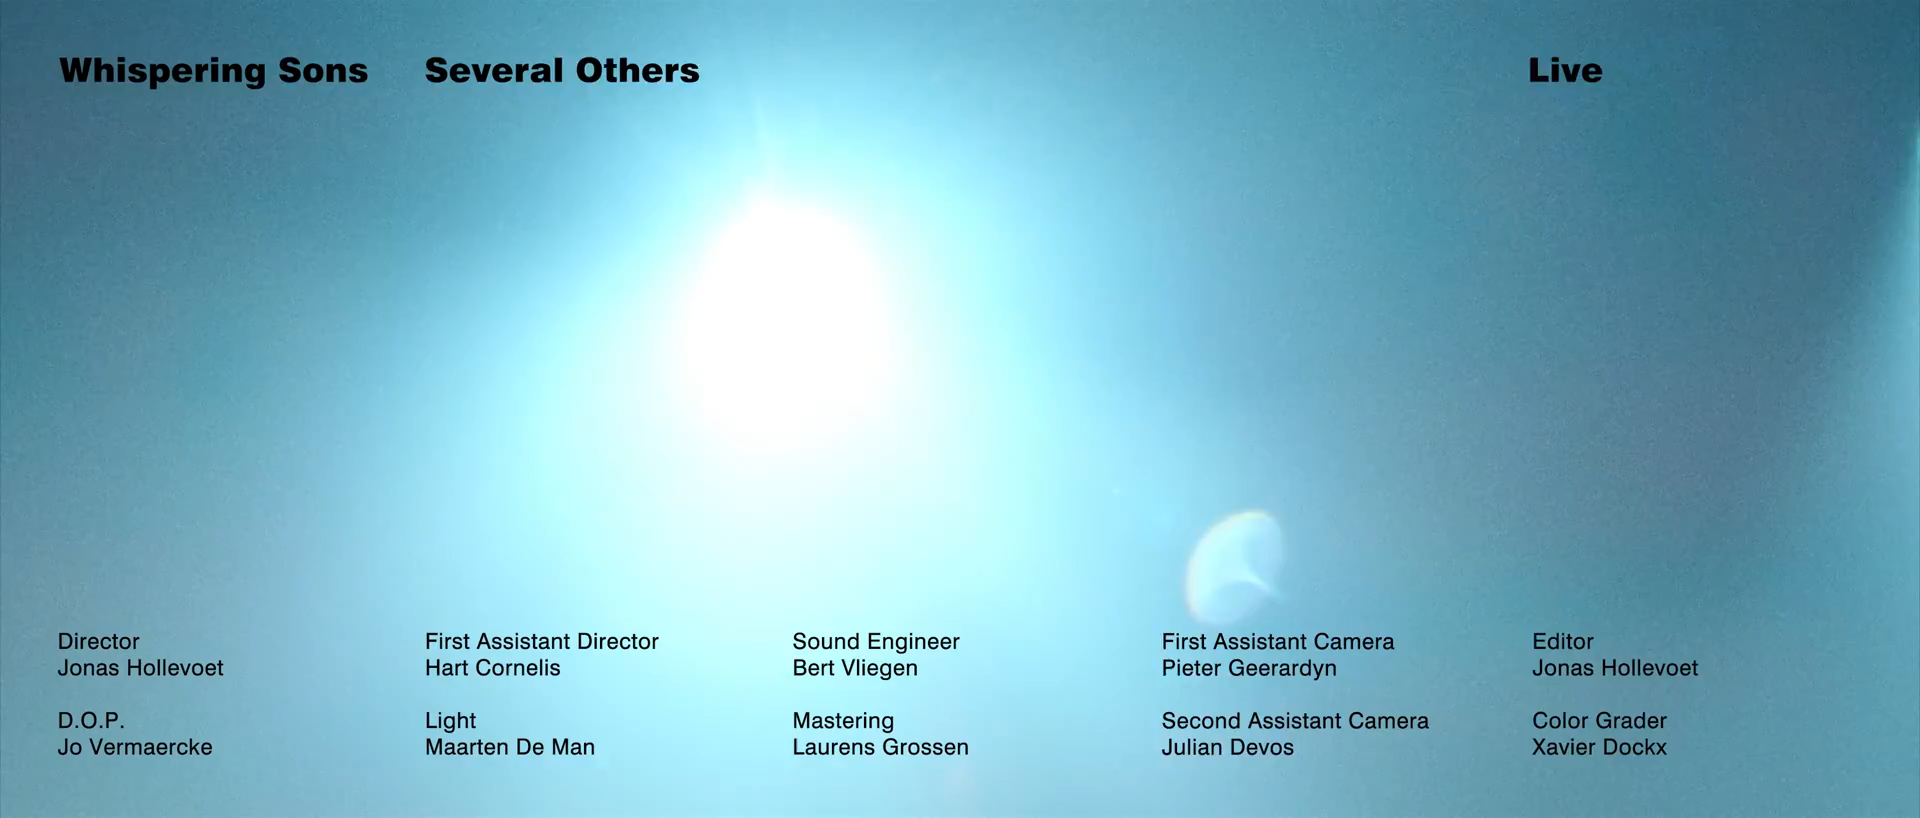 Whispering Sons
Several Others
Live
Director
Jonas Hollevoet
D.O.P.
Jo Vermaercke
First Assistant Director
Hart Cornelis
Light
Maarten De Man
Sound Engineer
Bert Vliegen
Mastering
Laurens Grossen
First Assistant Camera
Pieter Geerardyn
Second Assistant Camera
Julian Devos
Editor
Jonas Hollevoet
Color Grader
Xavier Dockx